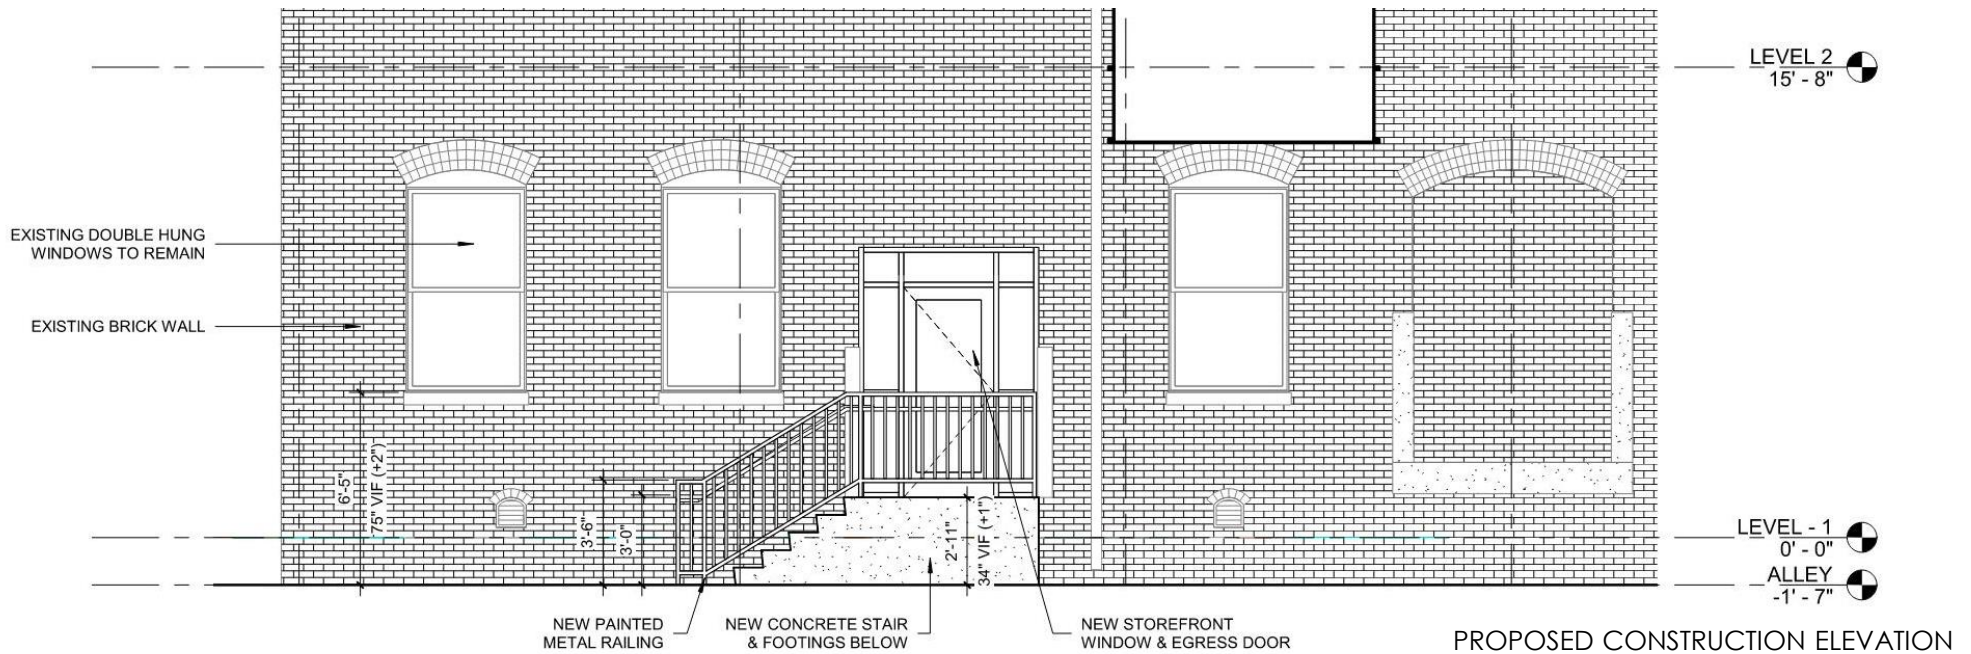 LEVEL 2
15' - 8"
EXISTING DOUBLE HUNG
WINDOWS TO REMAIN
EXISTING BRICK WALL
6'-5"
75" VIF (+2")
3'-6"
3'-0"
2'-11"
34" VIF (+1")
LEVEL - 1
0' - 0"
ALLEY
-1' - 7"
NEW PAINTED
METAL RAILING
NEW CONCRETE STAIR
& FOOTINGS BELOW
NEW STOREFRONT
WINDOW & EGRESS DOOR
PROPOSED CONSTRUCTION ELEVATION